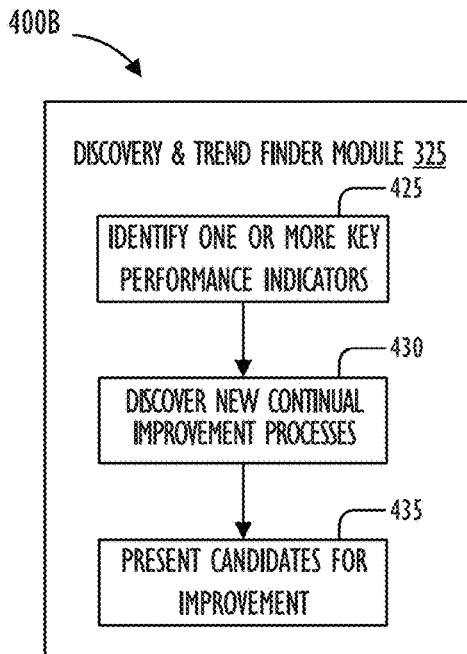 400B
DISCOVERY & TREND FINDER MODULE 325
425
IDENTIFY ONE OR MORE KEY
PERFORMANCE INDICATORS
430
DISCOVER NEW CONTINUAL
IMPROVEMENT PROCESSES
435
PRESENT CANDIDATES FOR
IMPROVEMENT